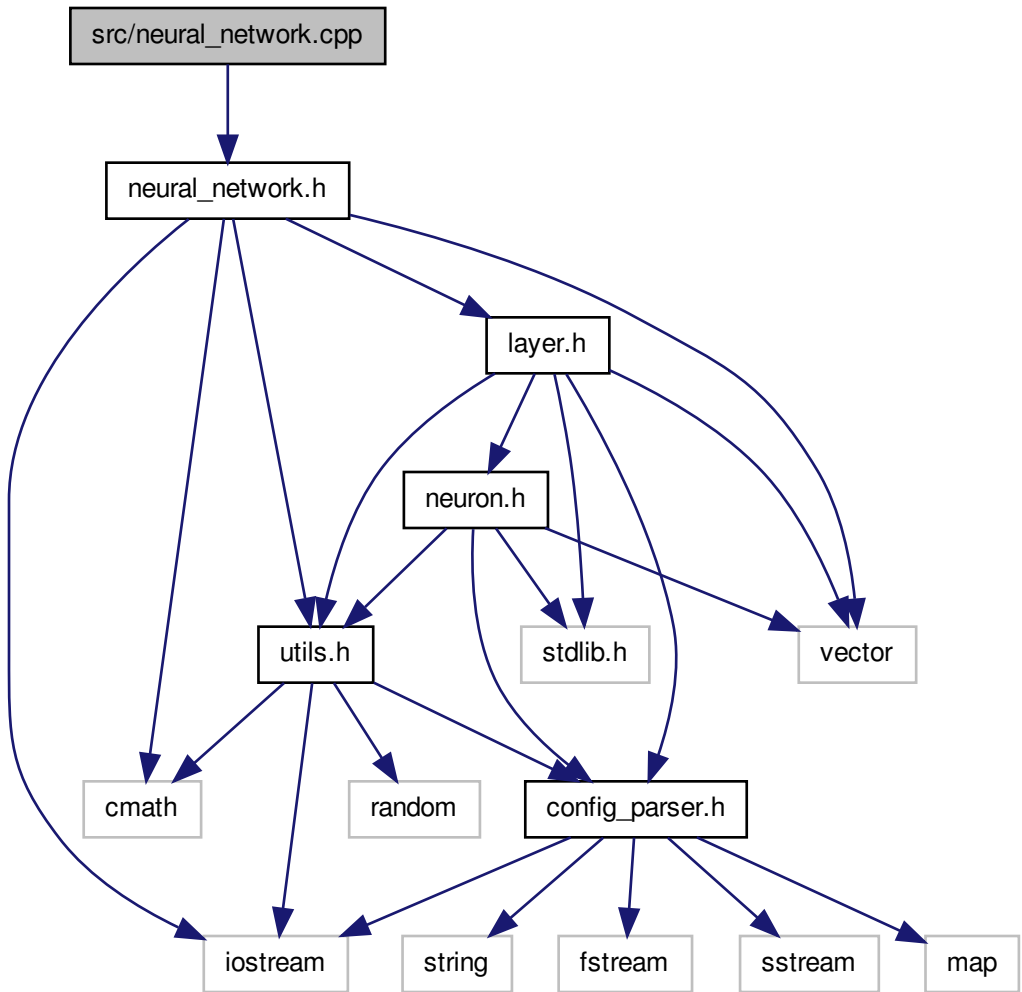 src/neural_network.cpp
neural_network.h
layer.h
neuron.h
utils.h
stdlib.h
vector
cmath
random
config_parser.h
iostream
string
fstream
sstream
map